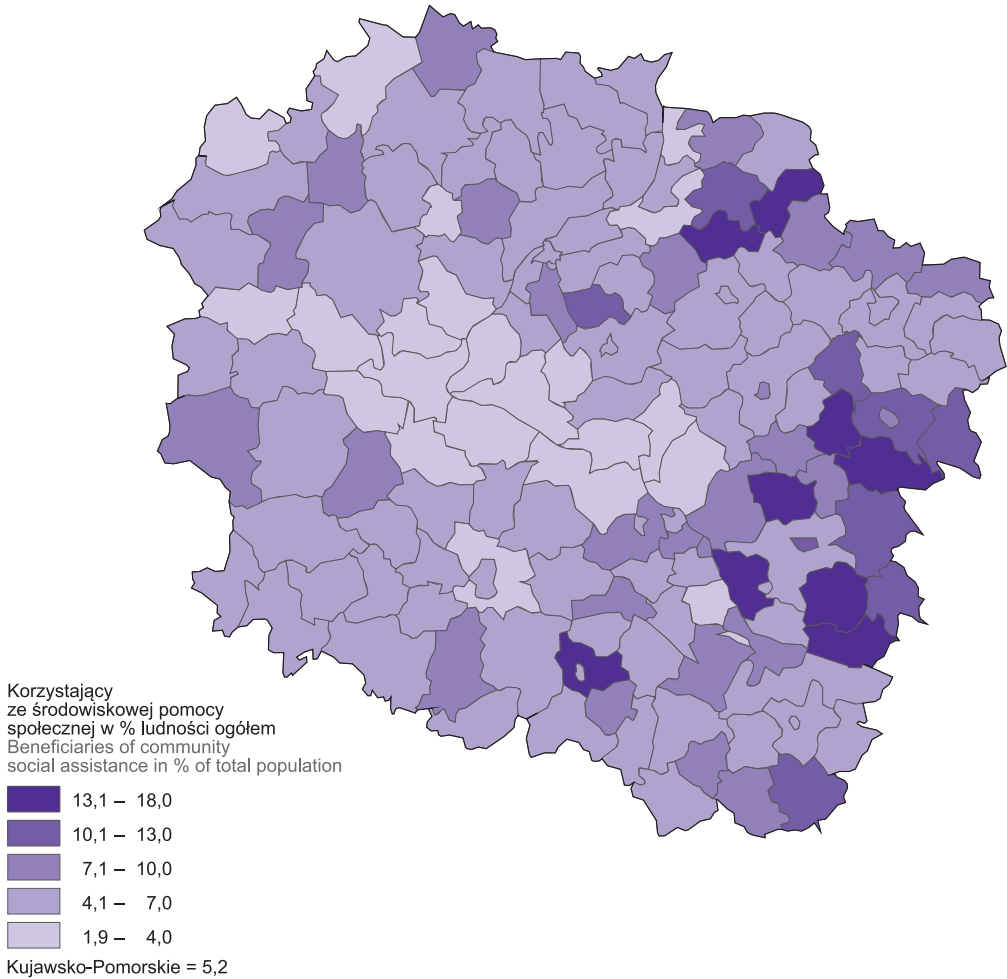 Korzystający
ze środowiskowej pomocy
społecznej w % ludności ogółem
Beneficiaries of community
social assistance in % of total population
13,1 – 18,0
10,1 – 13,0
7,1 – 10,0
4,1 – 7,0
1,9 – 4,0
Kujawsko-Pomorskie = 5,2